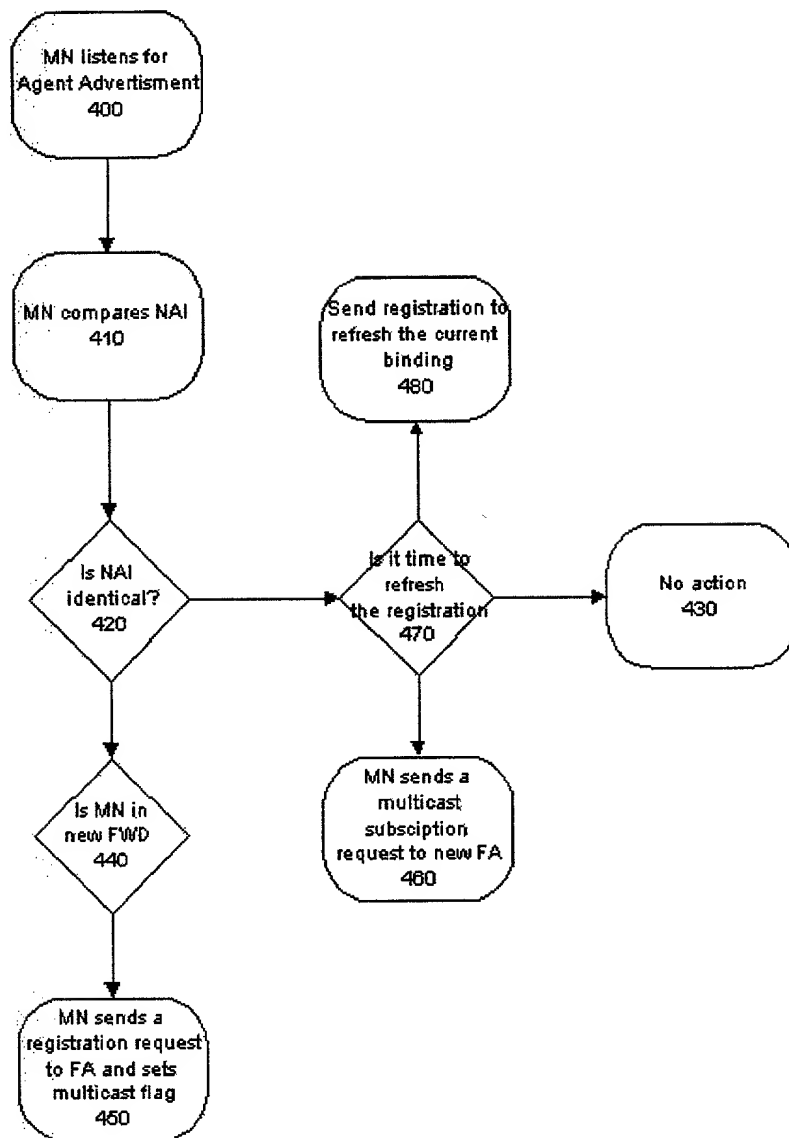 MN listens for
Agent Advertisment
400
MN compares NAI
410
Send registration to
refresh the current
binding
480
Is NAI
identical?
420
Is it time to
refresh
the registration
470
No action
430
Is MN in
new FWD
440
MN sends a
multicast
subsciption
request to new FA
460
MN sends a
registration request
to FA and sets
multicast flag
450